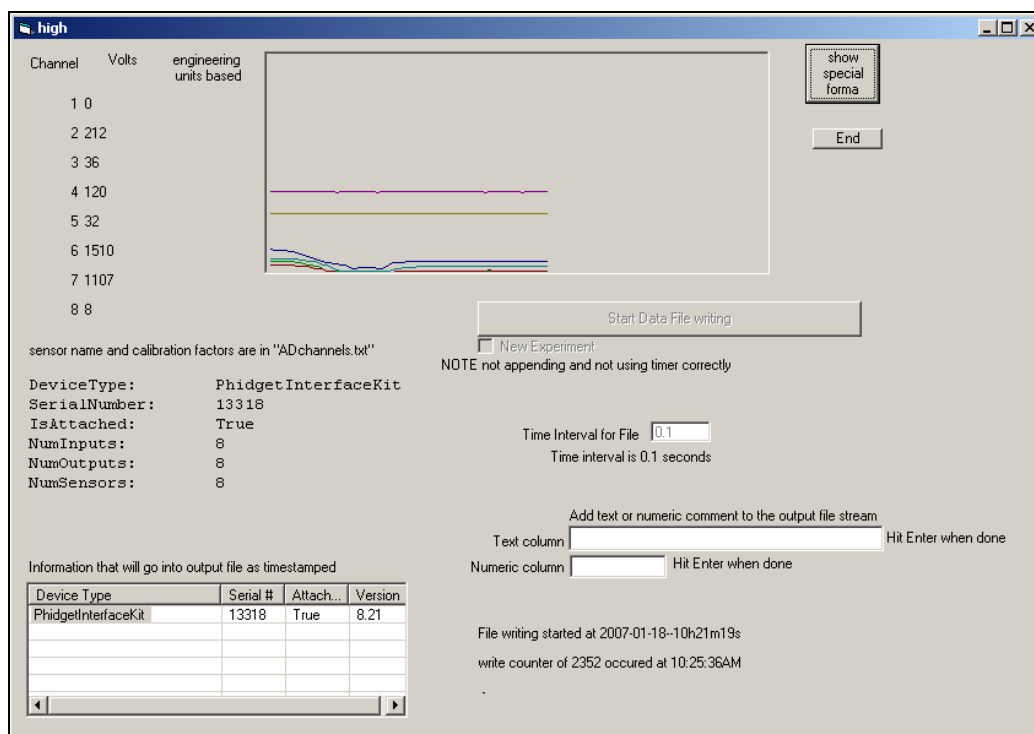 high
Channel Volts engineering
units based
1 0
2 212
3 36
4 120
5 32
6 1510
7 1107
8 8
show
special
forma
End
Start Data File writing
New Experiment
NOTE not appending and not using timer correctly
sensor name and calibration factors are in "ADchannels.txt"
DeviceType: PhidgetInterfaceKit
SerialNumber: 13318
IsAttached: True
NumInputs: 8
NumOutputs: 8
NumSensors: 8
Time Interval for File 0.1
Time interval is 0.1 seconds
Add text or numeric comment to the output file stream
Text column Hit Enter when done
Numeric column Hit Enter when done
Information that will go into output file as timestamped
Device Type Serial # Attach... Version
PhidgetInterfaceKit 13318 True 8.21
File writing started at 2007-01-18--10h21m19s
write counter of 2352 occured at 10:25:36AM
.